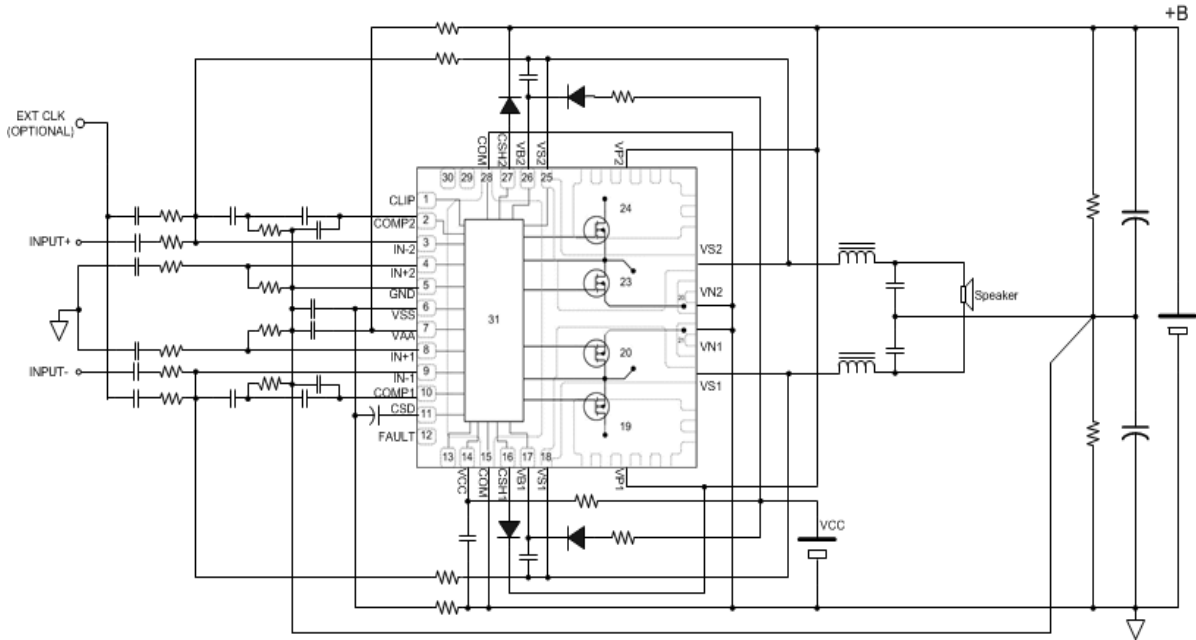 +B
EXT CLK
(OPTIONAL)
COM
CSH2
VB2
VS2
VP2
30 29 28 27 26 25
CLIP
1
24
COMP2
2
INPUT+
3
IN-2
4
IN+2
VS2
23
5
GND
VN2
Speaker
6
VSS
31
7
VAA
VN1
20
8
IN+1
INPUT-
9
IN-1
VS1
10
COMP1
11
CSD
19
12
FAULT
13 14 15 16 17 18
VCC
COM
CSH1
VB1
VS1
VP1
VCC